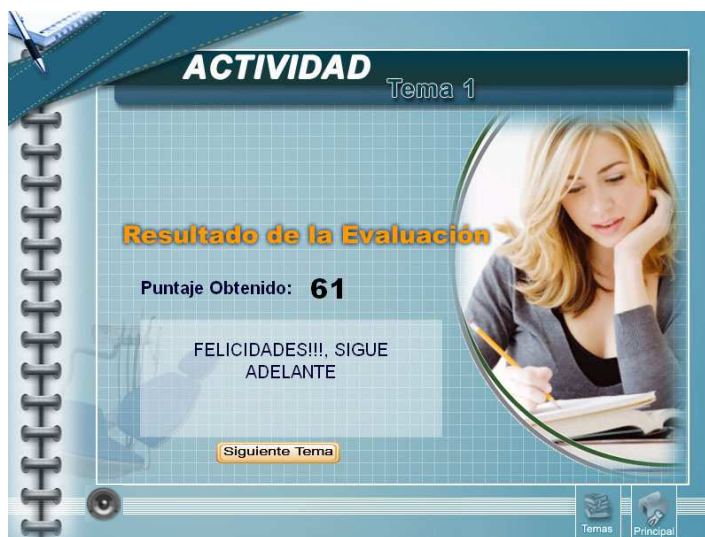 ACTIVIDAD
Tema 1
Resultado de la Evaluación
Puntaje Obtenido: 61
FELICIDADES!!!, SIGUE
ADELANTE
Siguiente Tema
Temas
Principal